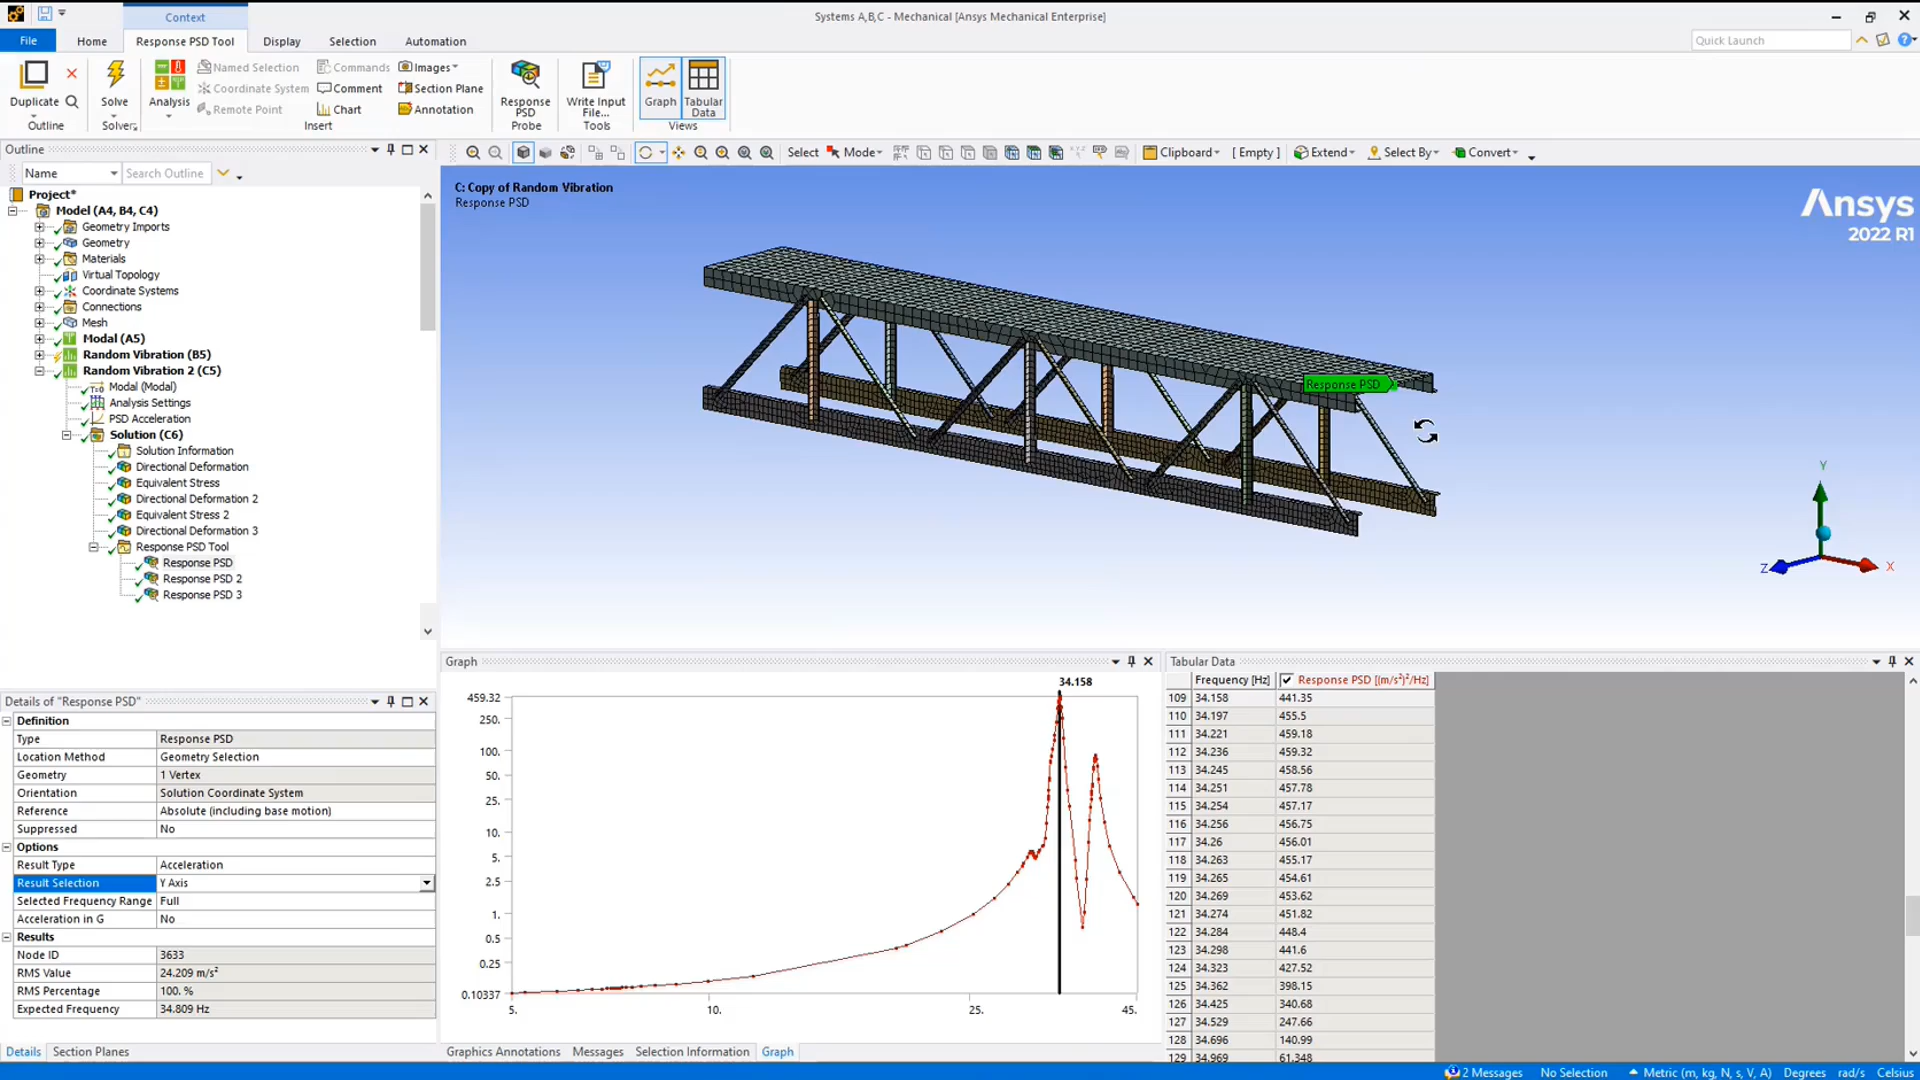 Context
Systems A,B,C - Mechanical [Ansys Mechanical Enterprise]
File
Home
Response PSD Tool
Display
Selection
Automation
Quick Launch
Duplicate
Outline
Solve
Solver
Analysis
Named Selection
Coordinate System
Remote Point
Commands
Comment
Chart
Images
Section Plane
Annotation
Insert
Response
PSD
Probe
Write Input
File...
Tools
Graph
Tabular
Data
Views
Outline
Name
Search Outline
Project*
Model (A4, B4, C4)
Geometry Imports
Geometry
Materials
Virtual Topology
Coordinate Systems
Connections
Mesh
Modal (A5)
Random Vibration (B5)
Random Vibration 2 (C5)
T=0 Modal (Modal)
Analysis Settings
PSD Acceleration
Solution (C6)
Solution Information
Directional Deformation
Equivalent Stress
Directional Deformation 2
Equivalent Stress 2
Directional Deformation 3
Response PSD Tool
Response PSD
Response PSD 2
Response PSD 3
Select
Mode
Clipboard
[ Empty ]
Extend
Select By
Convert
C: Copy of Random Vibration
Response PSD
Ansys
2022 R1
Response PSD
Y
Z
X
Details of "Response PSD"
Definition
Type Response PSD
Location Method Geometry Selection
Geometry 1 Vertex
Orientation Solution Coordinate System
Reference Absolute (including base motion)
Suppressed No
Options
Result Type Acceleration
Result Selection Y Axis
Selected Frequency Range Full
Acceleration in G No
Results
Node ID 3633
RMS Value 24.209 m/s²
RMS Percentage 100. %
Expected Frequency 34.809 Hz
Details
Section Planes
Graph
34.158
459.32
250.
100.
50.
25.
10.
5.
2.5
1.
0.5
0.25
0.10337
5.
10.
25.
45.
Graphics Annotations
Messages
Selection Information
Graph
Tabular Data
Frequency [Hz] Response PSD [(m/s²)²/Hz]
109 34.158 441.35
110 34.197 455.5
111 34.221 459.18
112 34.236 459.32
113 34.245 458.56
114 34.251 457.78
115 34.254 457.17
116 34.256 456.75
117 34.26 456.01
118 34.263 455.17
119 34.265 454.61
120 34.269 453.62
121 34.274 451.82
122 34.284 448.4
123 34.298 441.6
124 34.323 427.52
125 34.362 398.15
126 34.425 340.68
127 34.529 247.66
128 34.696 140.99
129 34.969 61.348
2 Messages
No Selection
Metric (m, kg, N, s, V, A)
Degrees
rad/s
Celsius